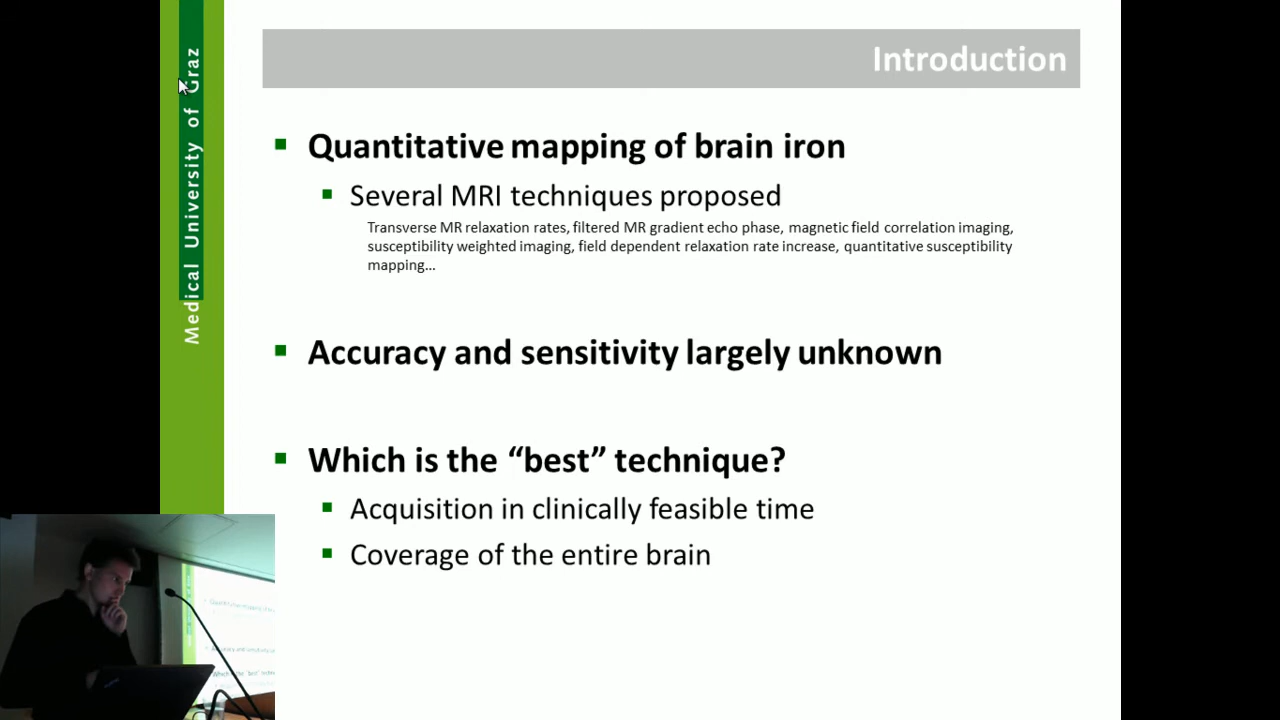 Medical University of Graz
Introduction
Quantitative mapping of brain iron
Several MRI techniques proposed
Transverse MR relaxation rates, filtered MR gradient echo phase, magnetic field correlation imaging,
susceptibility weighted imaging, field dependent relaxation rate increase, quantitative susceptibility
mapping...
Accuracy and sensitivity largely unknown
Which is the “best” technique?
Acquisition in clinically feasible time
Coverage of the entire brain